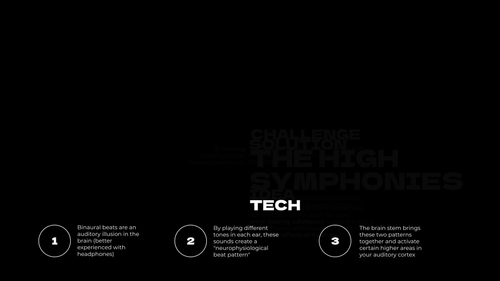 CHALLENGE
SOLUTION
THE HIGH
SYMPHONIES
IDEA
TECH
1
Binaural beats are an
auditory illusion in the
brain (better
experienced with
headphones)
2
By playing different
tones in each ear, these
sounds create a
"neurophysiological
beat pattern"
3
The brain stem brings
these two patterns
together and activate
certain higher areas in
your auditory cortex